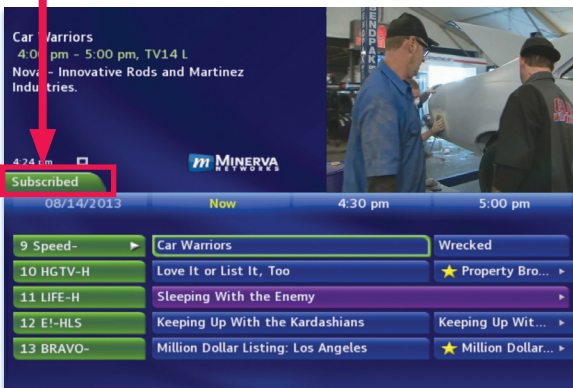 Car Warriors
4:00 pm - 5:00 pm, TV14 L
Nova - Innovative Rods and Martinez
Industries.
4:24 pm
m MINERVA
NETWORKS
BENDPAK
Subscribed
08/14/2013 Now 4:30 pm 5:00 pm
9 Speed- Car Warriors Wrecked
10 HGTV-H Love It or List It, Too Property Bro...
11 LIFE-H Sleeping With the Enemy
12 E!-HLS Keeping Up With the Kardashians Keeping Up Wit...
13 BRAVO- Million Dollar Listing: Los Angeles Million Dollar...